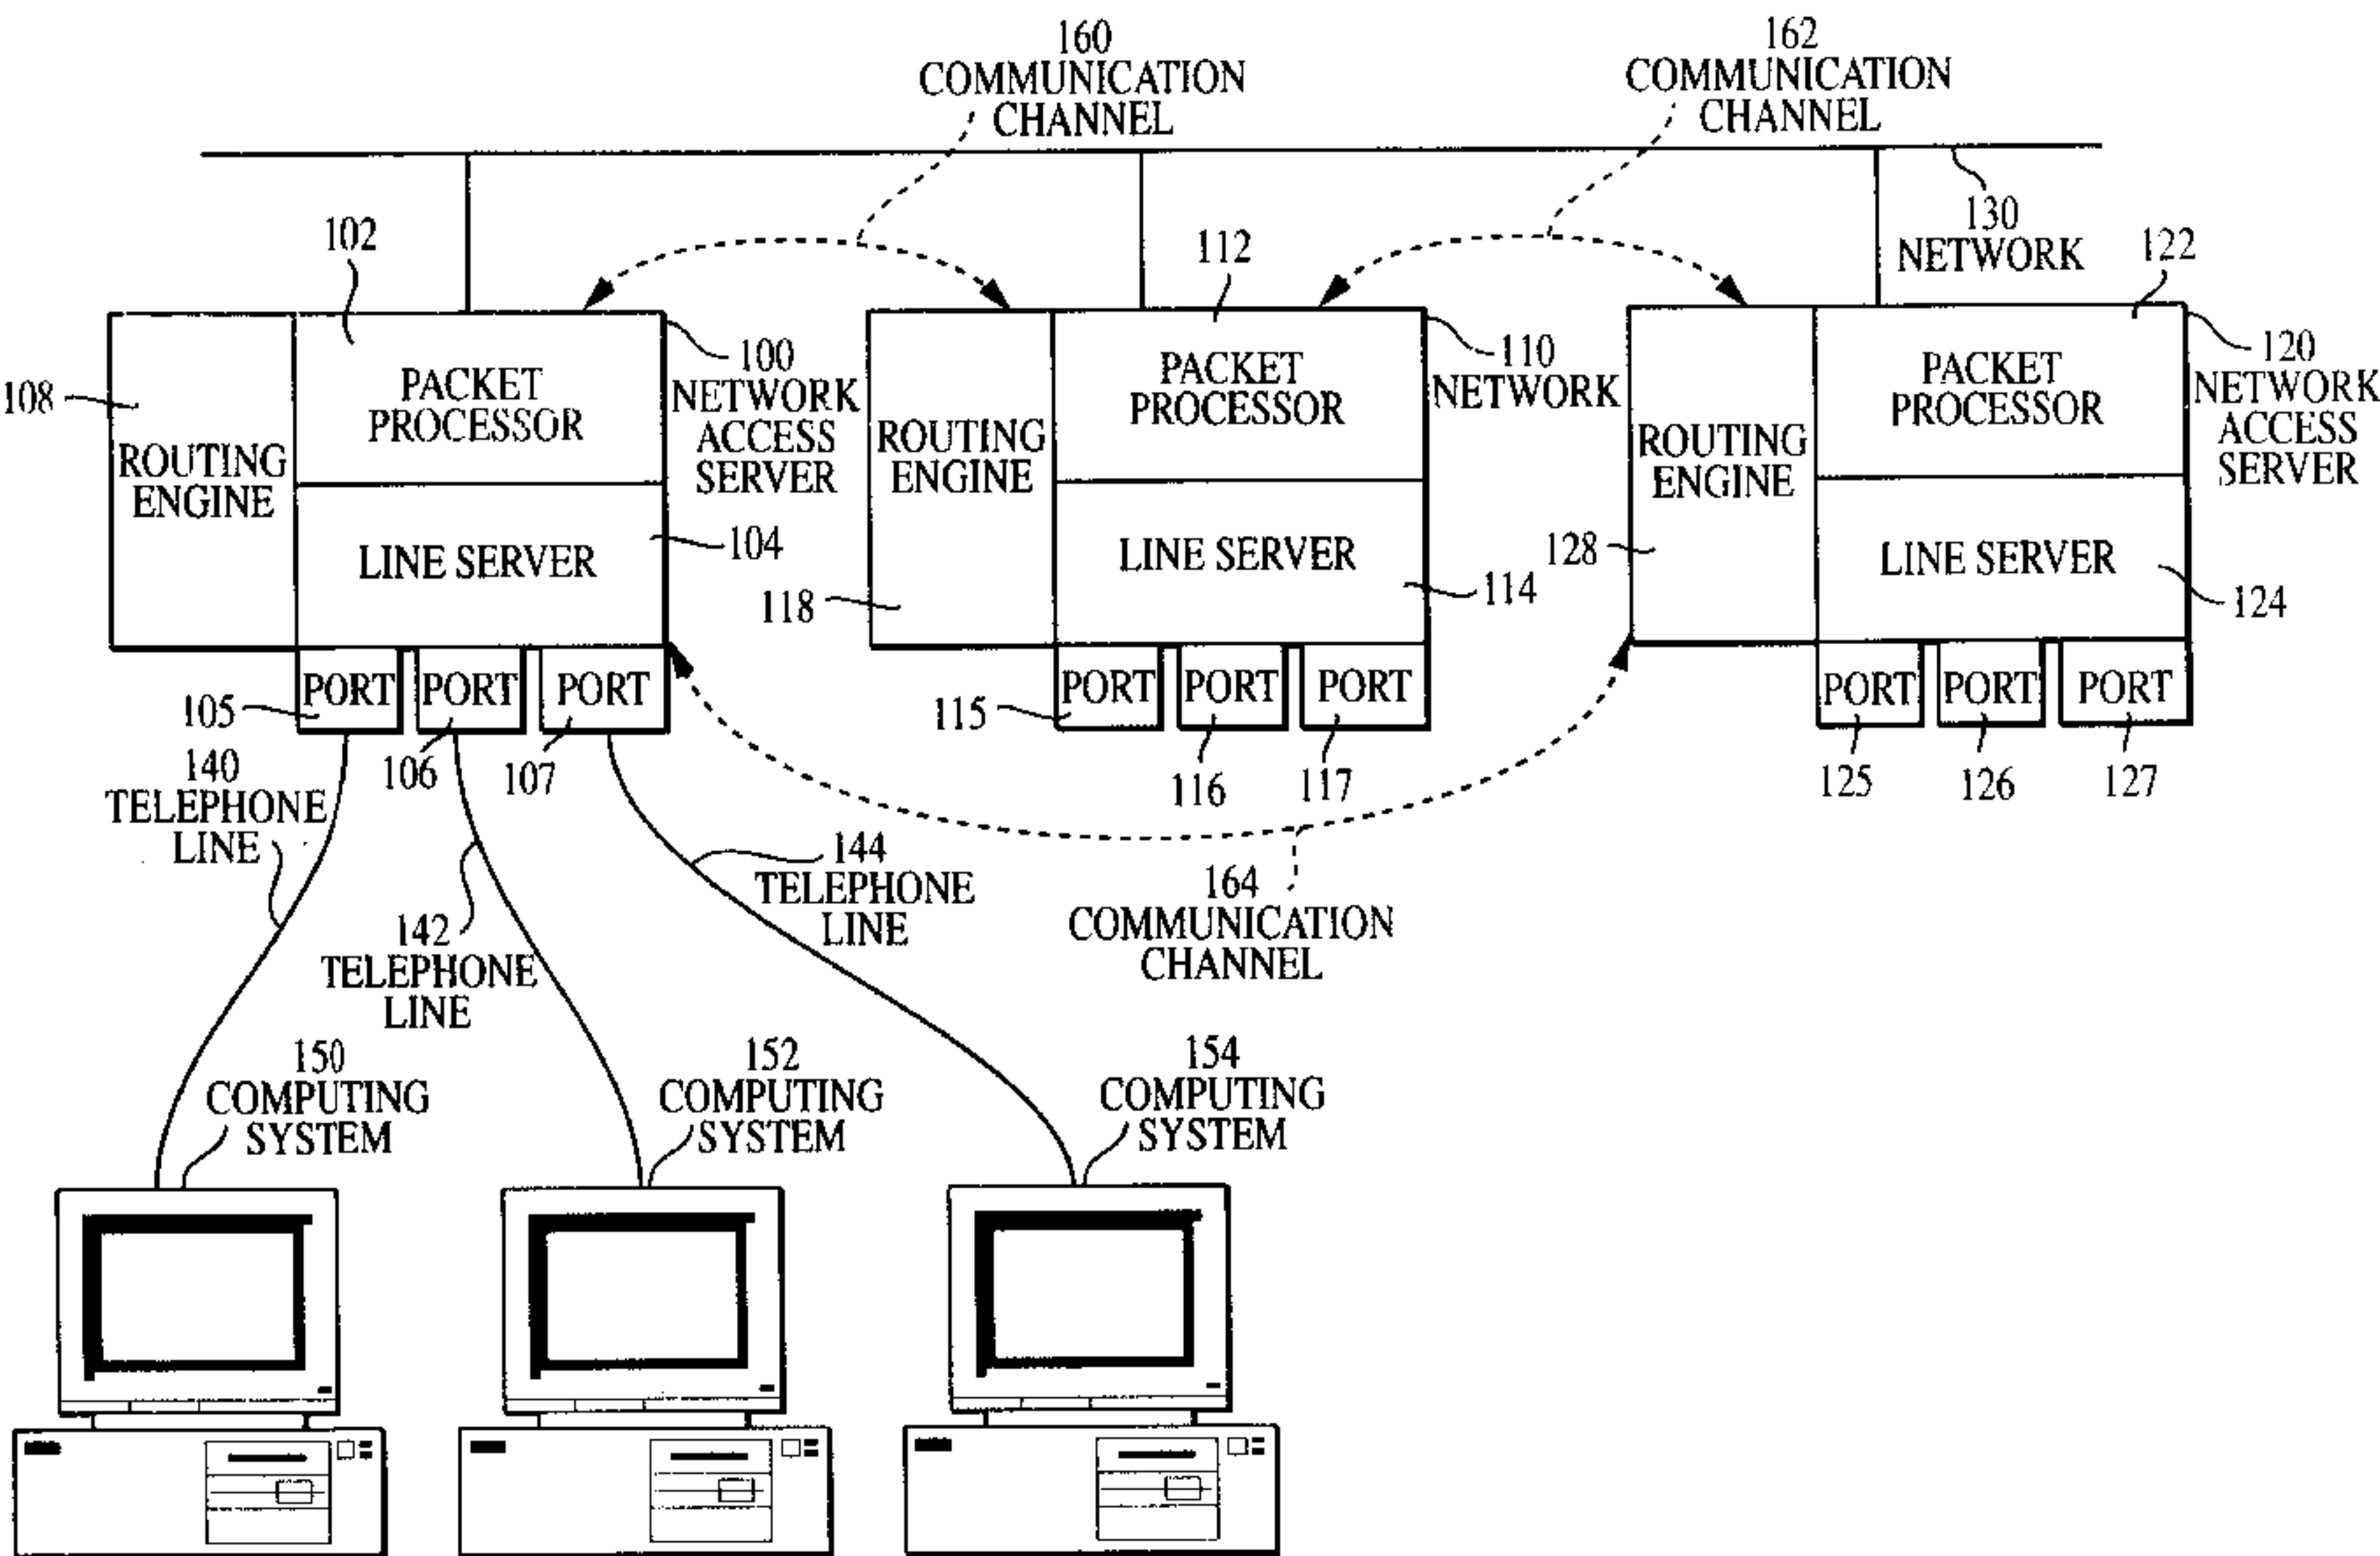 160
COMMUNICATION
CHANNEL
162
COMMUNICATION
CHANNEL
130
NETWORK
102
112
122
108
ROUTING
ENGINE
PACKET
PROCESSOR
LINE SERVER
100
NETWORK
ACCESS
SERVER
104
ROUTING
ENGINE
118
PACKET
PROCESSOR
LINE SERVER
110
NETWORK
114
ROUTING
ENGINE
128
PACKET
PROCESSOR
LINE SERVER
120
NETWORK
ACCESS
SERVER
124
PORT
PORT
PORT
105
106
107
PORT
PORT
PORT
115
116
117
PORT
PORT
PORT
125
126
127
140
TELEPHONE
LINE
142
TELEPHONE
LINE
144
TELEPHONE
LINE
164
COMMUNICATION
CHANNEL
150
COMPUTING
SYSTEM
152
COMPUTING
SYSTEM
154
COMPUTING
SYSTEM